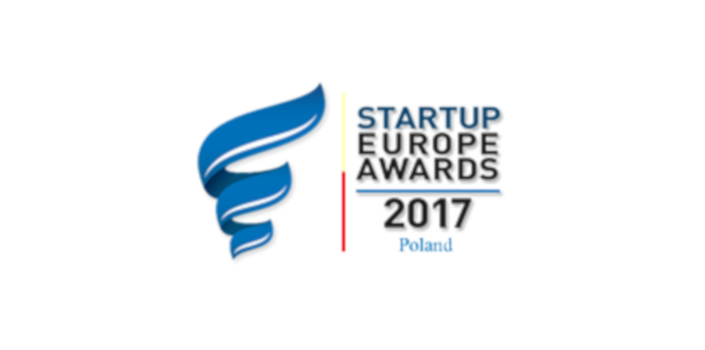 STARTUP
EUROPE
AWARDS
2017
Poland